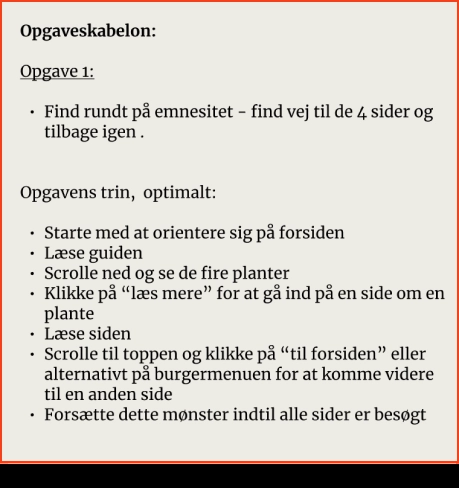 Opgaveskabelon:
Opgave 1:
• Find rundt på emnesitet - find vej til de 4 sider og
tilbage igen .
Opgavens trin, optimalt:
• Starte med at orientere sig på forsiden
• Læse guiden
• Scrolle ned og se de fire planter
• Klikke på “læs mere” for at gå ind på en side om en
plante
• Læse siden
• Scrolle til toppen og klikke på “til forsiden” eller
alternativt på burgermenuen for at komme videre
til en anden side
• Forsætte dette mønster indtil alle sider er besøgt